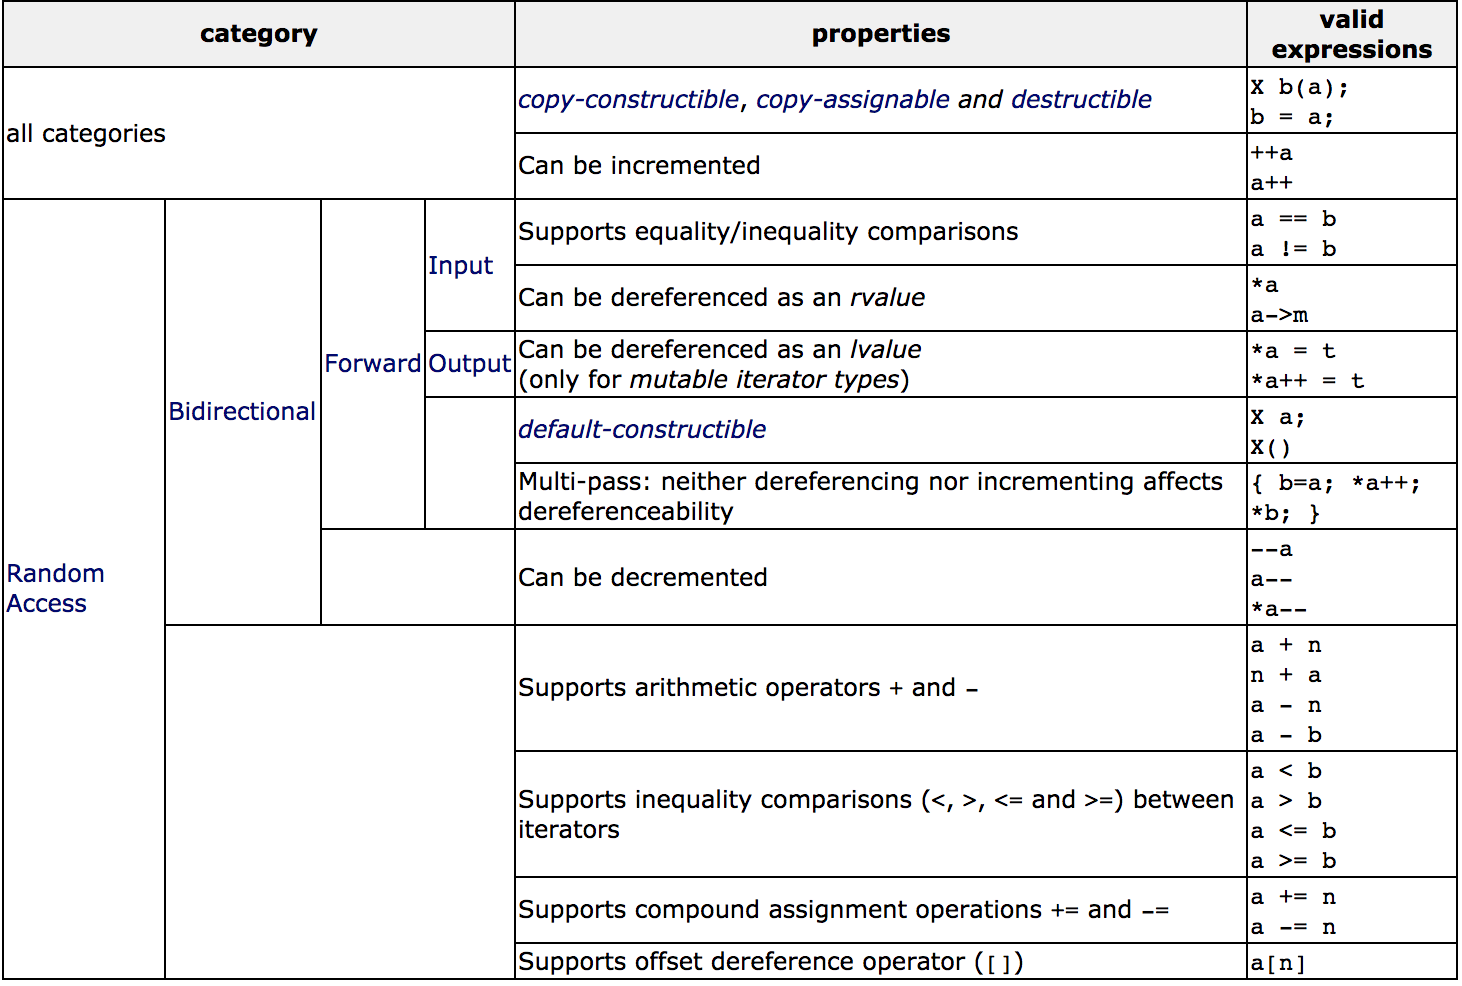 category
properties
valid
expressions
all categories
copy-constructible, copy-assignable and destructible
X b(a);
b = a;
Can be incremented
++a
a++
Random
Access
Bidirectional
Forward
Input
Supports equality/inequality comparisons
a == b
a != b
Can be dereferenced as an rvalue
*a
a->m
Output
Can be dereferenced as an lvalue
(only for mutable iterator types)
*a = t
*a++ = t
default-constructible
X a;
X()
Multi-pass: neither dereferencing nor incrementing affects
dereferenceability
{ b=a; *a++;
*b; }
Can be decremented
--a
a--
*a--
Supports arithmetic operators + and -
a + n
n + a
a - n
a - b
Supports inequality comparisons (<, >, <= and >=) between
iterators
a < b
a > b
a <= b
a >= b
Supports compound assignment operations += and -=
a += n
a -= n
Supports offset dereference operator ([])
a[n]